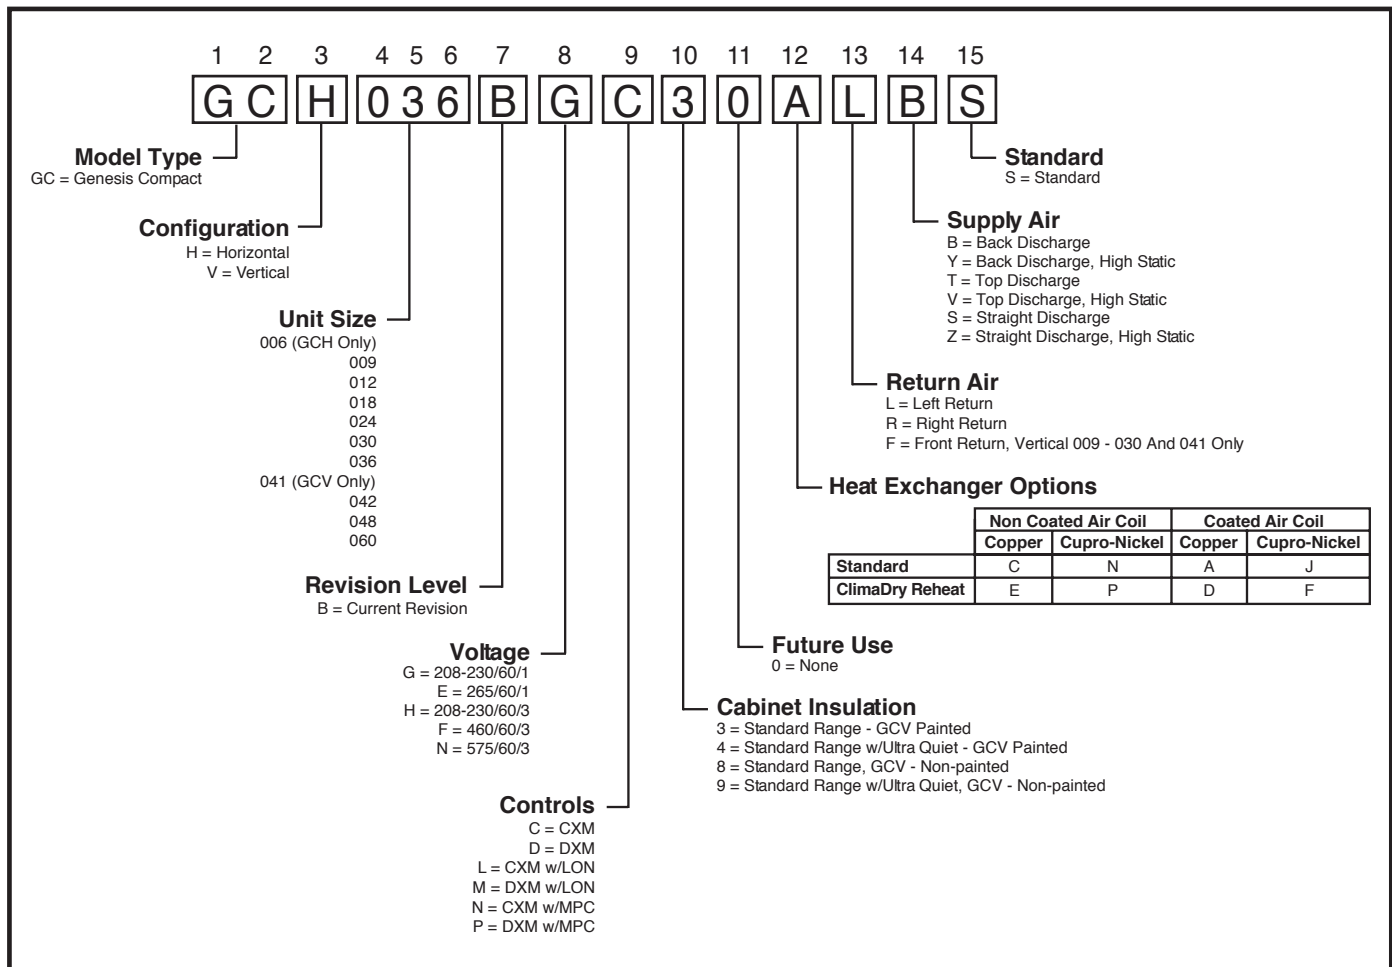 1 2 3 4 5 6 7 8 9 10 11 12 13 14 15
G C H 0 3 6 B G C 3 0 A L B S
Model Type
GC = Genesis Compact
Configuration
H = Horizontal
V = Vertical
Unit Size
006 (GCH Only)
009
012
018
024
030
036
041 (GCV Only)
042
048
060
Revision Level
B = Current Revision
Voltage
G = 208-230/60/1
E = 265/60/1
H = 208-230/60/3
F = 460/60/3
N = 575/60/3
Controls
C = CXM
D = DXM
L = CXM w/LON
M = DXM w/LON
N = CXM w/MPC
P = DXM w/MPC
Standard
S = Standard
Supply Air
B = Back Discharge
Y = Back Discharge, High Static
T = Top Discharge
V = Top Discharge, High Static
S = Straight Discharge
Z = Straight Discharge, High Static
Return Air
L = Left Return
R = Right Return
F = Front Return, Vertical 009 - 030 And 041 Only
Heat Exchanger Options
Non Coated Air Coil Coated Air Coil
Copper Cupro-Nickel Copper Cupro-Nickel
Standard C N A J
ClimaDry Reheat E P D F
Future Use
0 = None
Cabinet Insulation
3 = Standard Range - GCV Painted
4 = Standard Range w/Ultra Quiet - GCV Painted
8 = Standard Range, GCV - Non-painted
9 = Standard Range w/Ultra Quiet, GCV - Non-painted